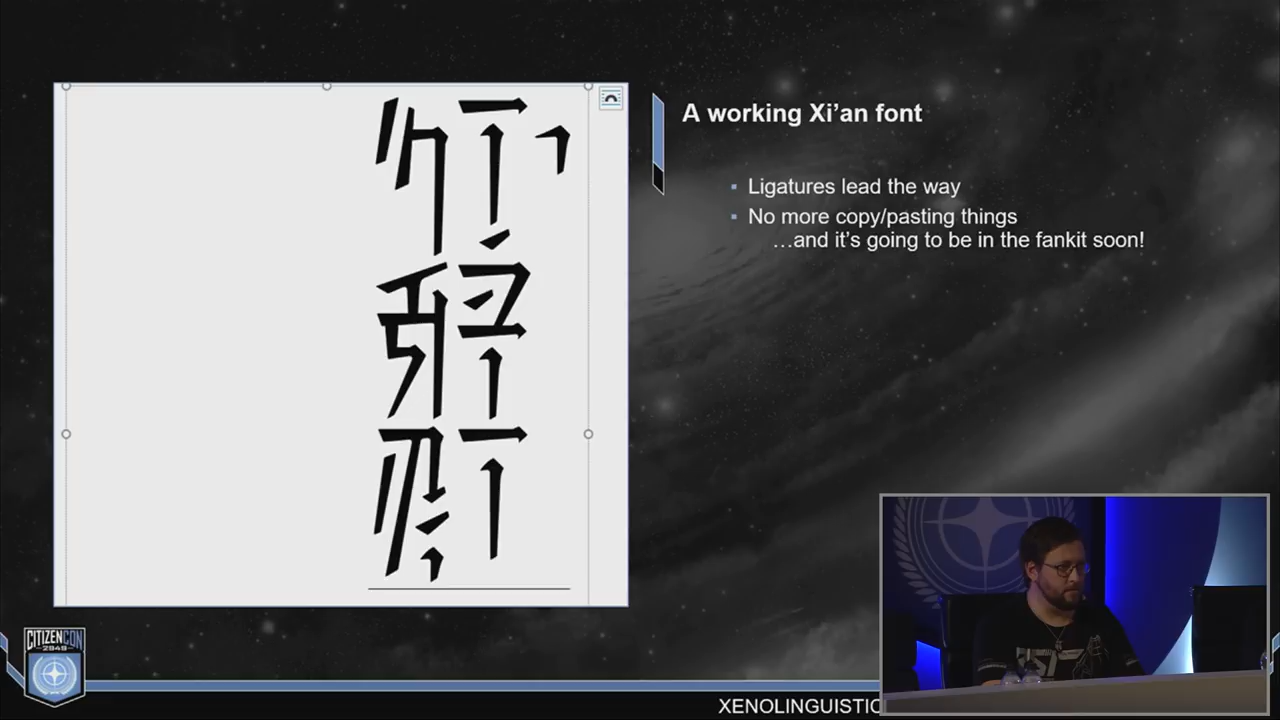 A working Xi’an font
▪ Ligatures lead the way
▪ No more copy/pasting things
…and it’s going to be in the fankit soon!
CITIZENCON
2949
XENOLINGUISTIC